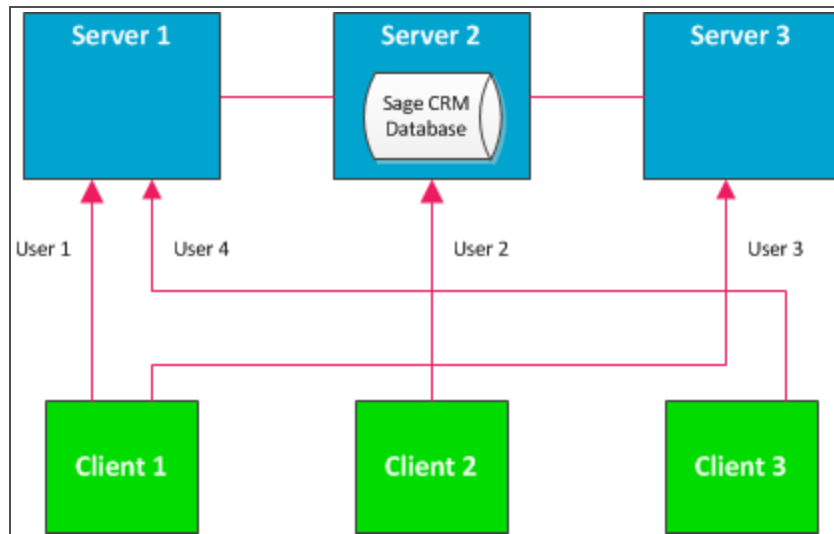 Server 1
Server 2
Server 3
Sage CRM
Database
User 1
User 4
User 2
User 3
Client 1
Client 2
Client 3